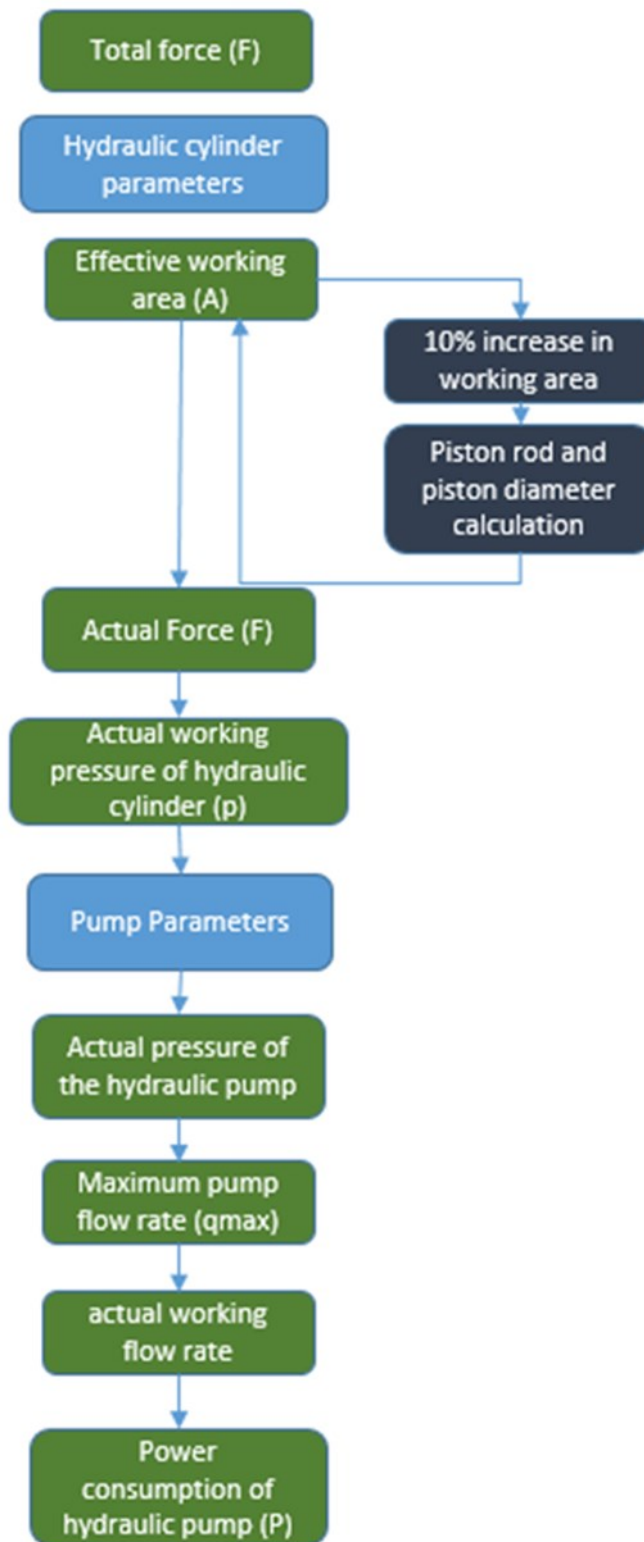 Total force (F)
Hydraulic cylinder
parameters
Effective working
area (A)
10% increase in
working area
Piston rod and
piston diameter
calculation
Actual Force (F)
Actual working
pressure of hydraulic
cylinder (p)
Pump Parameters
Actual pressure of
the hydraulic pump
Maximum pump
flow rate (qmax)
actual working
flow rate
Power
consumption of
hydraulic pump (P)